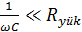 1/ωC ≪ R_yük